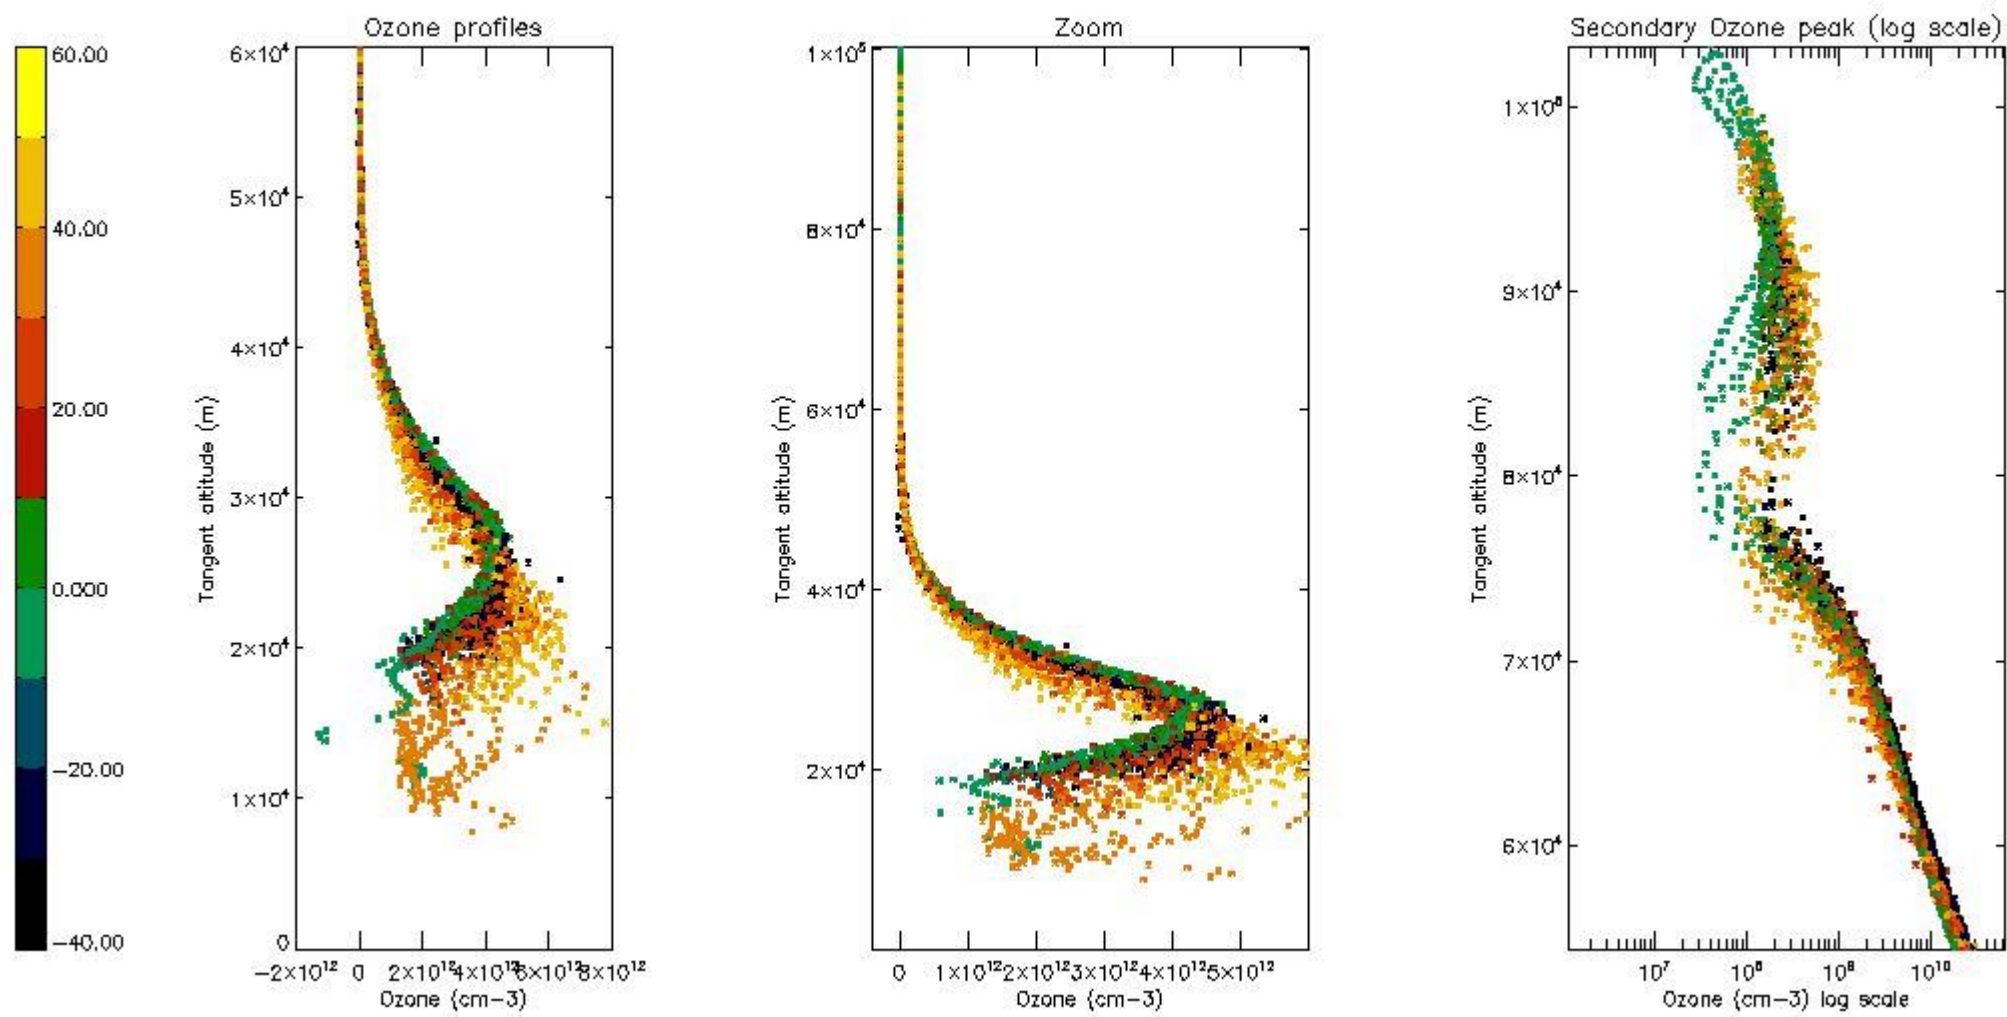 Ozone profiles
Zoom
Secondary Ozone peak (log scale)
60.00
40.00
20.00
0.000
−20.00
−40.00
6×10⁴
5×10⁴
4×10⁴
3×10⁴
2×10⁴
1×10⁴
0
Tangent altitude (m)
−2×10¹² 0 2×10¹² 4×10¹² 6×10¹² 8×10¹²
Ozone (cm−3)
1×10⁵
8×10⁴
6×10⁴
4×10⁴
2×10⁴
Tangent altitude (m)
0 1×10¹² 2×10¹² 3×10¹² 4×10¹² 5×10¹²
Ozone (cm−3)
1×10⁵
9×10⁴
8×10⁴
7×10⁴
6×10⁴
Tangent altitude (m)
10⁷ 10⁸ 10⁹ 10¹⁰
Ozone (cm−3) log scale